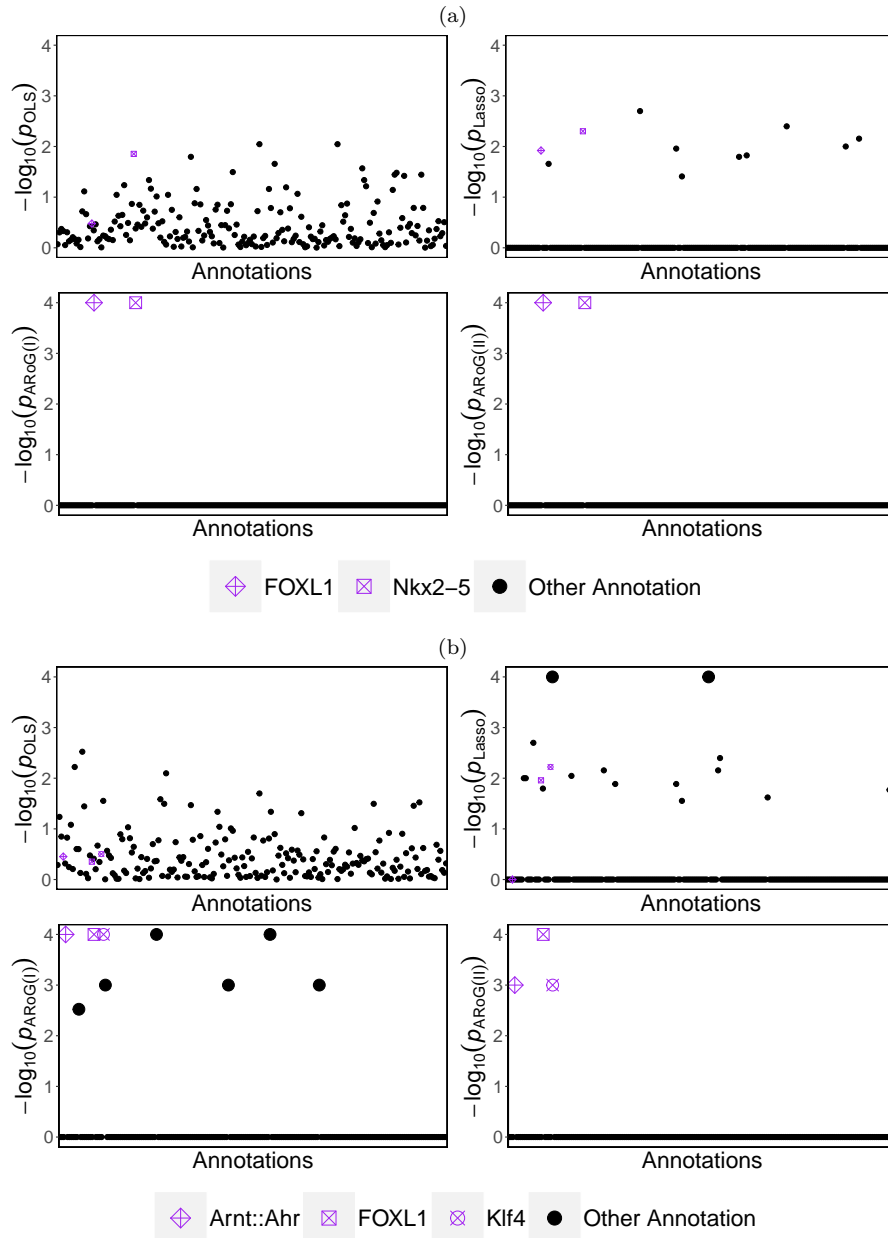 (a)
−log10(pOLS)
4
3
2
1
0
Annotations
−log10(pLasso)
4
3
2
1
0
Annotations
−log10(pARoG(I))
4
3
2
1
0
Annotations
−log10(pARoG(II))
4
3
2
1
0
Annotations
FOXL1 Nkx2−5 Other Annotation
(b)
−log10(pOLS)
4
3
2
1
0
Annotations
−log10(pLasso)
4
3
2
1
0
Annotations
−log10(pARoG(I))
4
3
2
1
0
Annotations
−log10(pARoG(II))
4
3
2
1
0
Annotations
Arnt::Ahr FOXL1 Klf4 Other Annotation